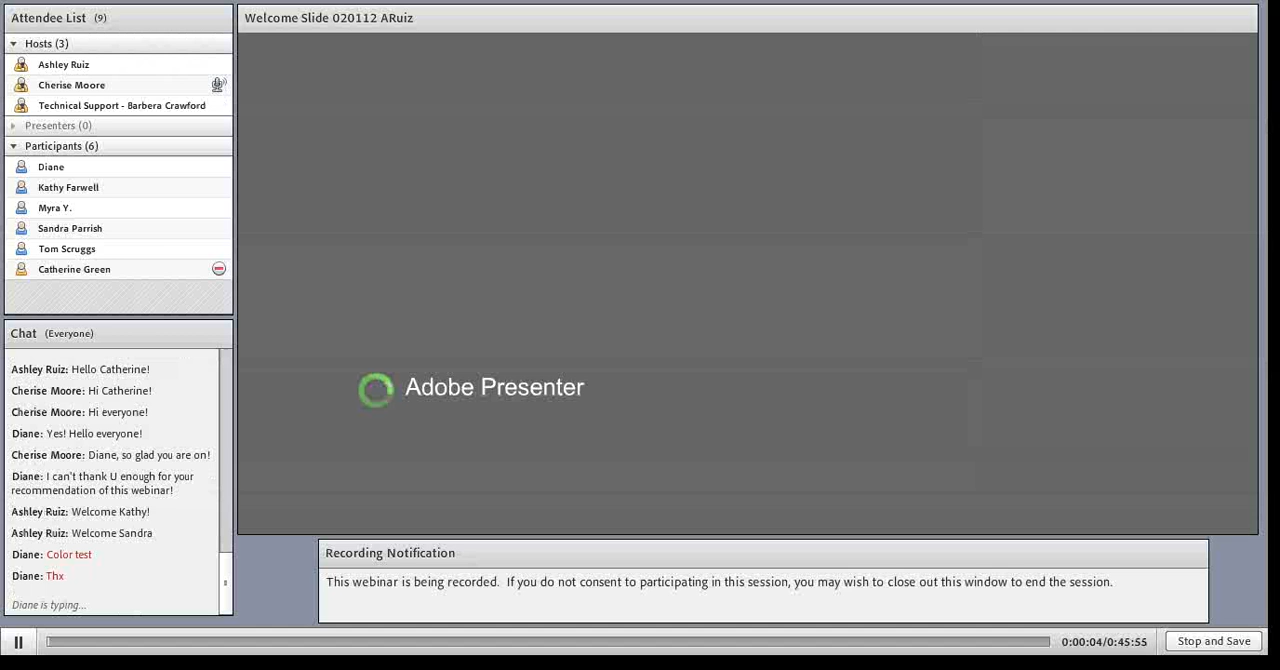 Attendee List (9)
Hosts (3)
Ashley Ruiz
Cherise Moore
Technical Support - Barbera Crawford
Presenters (0)
Participants (6)
Diane
Kathy Farwell
Myra Y.
Sandra Parrish
Tom Scruggs
Catherine Green
Chat (Everyone)
Ashley Ruiz: Hello Catherine!
Cherise Moore: Hi Catherine!
Cherise Moore: Hi everyone!
Diane: Yes! Hello everyone!
Cherise Moore: Diane, so glad you are on!
Diane: I can't thank U enough for your
recommendation of this webinar!
Ashley Ruiz: Welcome Kathy!
Ashley Ruiz: Welcome Sandra
Diane: Color test
Diane: Thx
Diane is typing...
Welcome Slide 020112 ARuiz
Adobe Presenter
Recording Notification
This webinar is being recorded. If you do not consent to participating in this session, you may wish to close out this window to end the session.
0:00:04/0:45:55
Stop and Save